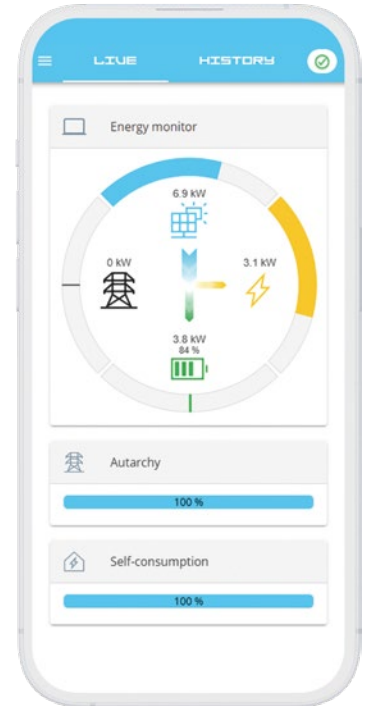 LIVE HISTORY
Energy monitor
6.9 kW
0 kW
3.1 kW
3.8 kW
84 %
Autarchy
100 %
Self-consumption
100 %